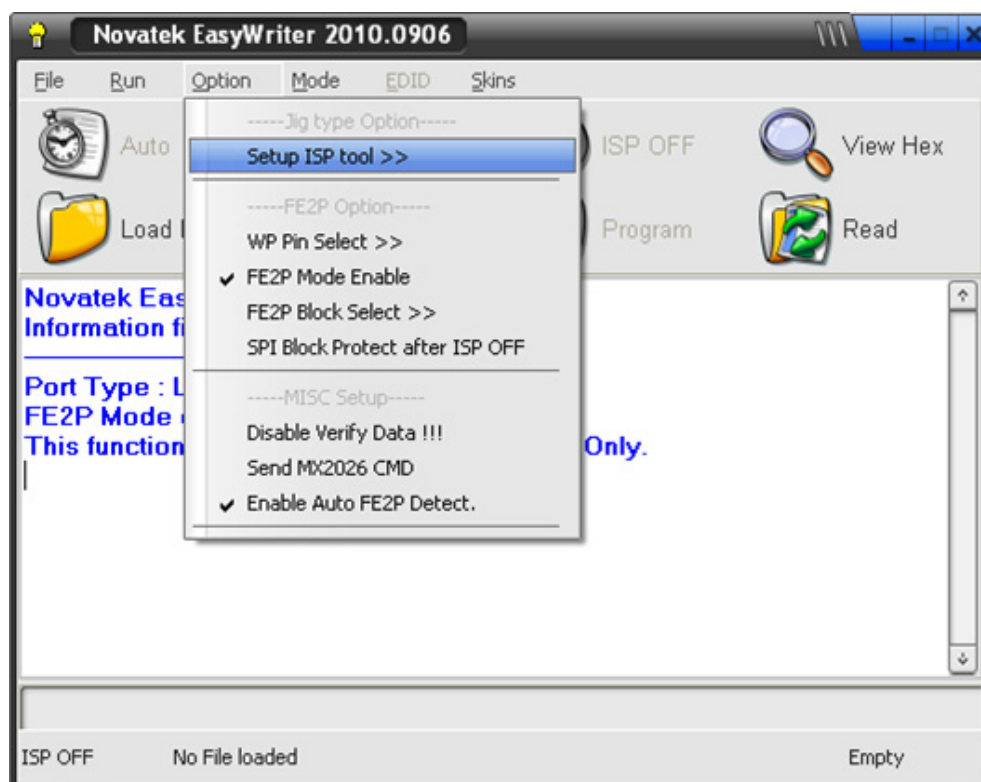 Novatek EasyWriter 2010.0906
File Run Option Mode EDID Skins
-----Jig type Option-----
Setup ISP tool >>
-----FE2P Option-----
WP Pin Select >>
FE2P Mode Enable
FE2P Block Select >>
SPI Block Protect after ISP OFF
-----MISC Setup-----
Disable Verify Data !!!
Send MX2026 CMD
Enable Auto FE2P Detect.
Auto ISP OFF View Hex
Load Program Read
Novatek Eas
Information fi
Port Type : L
FE2P Mode
This function Only.
ISP OFF No File loaded Empty